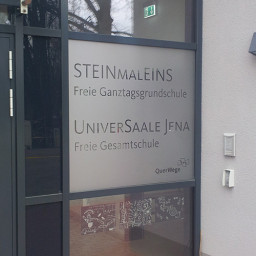 STEINMALEINS
Freie Ganztagsgrundschule
UNIVERSAALE JENA
Freie Gesamtschule
QuerWege